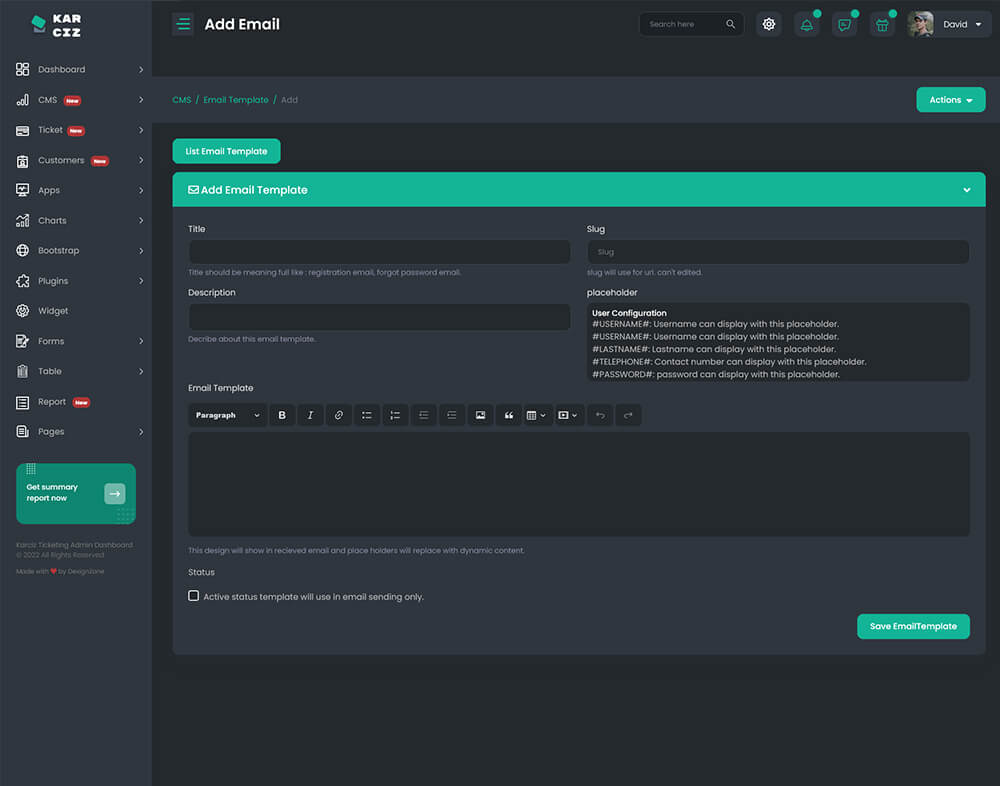 KAR
CIZ
Add Email
Search here
David
Dashboard
CMS New
Ticket New
Customers New
Apps
Charts
Bootstrap
Plugins
Widget
Forms
Table
Report New
Pages
Get summary
report now
Karciz Ticketing Admin Dashboard
© 2022 All Rights Reserved
Made with ❤ by DexignZone
CMS / Email Template / Add
Actions
List Email Template
Add Email Template
Title
Title should be meaning full like : registration email, forgot password email.
Slug
Slug
slug will use for url. can't edited.
Description
Decribe about this email template.
placeholder
User Configuration
#USERNAME#: Username can display with this placeholder.
#USERNAME#: Username can display with this placeholder.
#LASTNAME#: Lastname can display with this placeholder.
#TELEPHONE#: Contact number can display with this placeholder.
#PASSWORD#: password can display with this placeholder.
Email Template
Paragraph B I
This design will show in recieved email and place holders will replace with dynamic content.
Status
Active status template will use in email sending only.
Save EmailTemplate